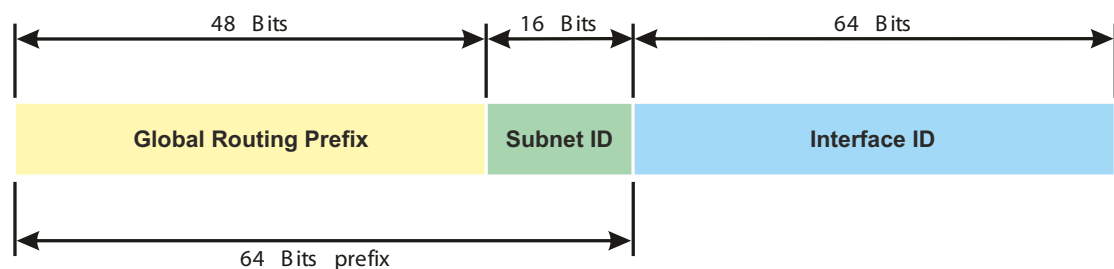 48 Bits 16 Bits 64 Bits
Global Routing Prefix Subnet ID Interface ID
64 Bits prefix